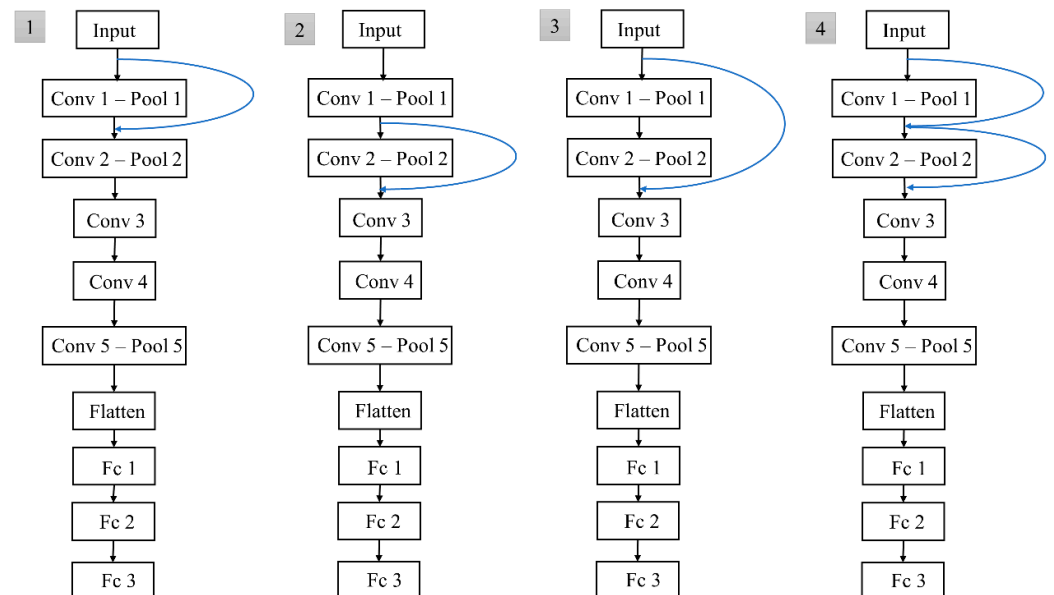 1
Input
Conv 1 – Pool 1
Conv 2 – Pool 2
Conv 3
Conv 4
Conv 5 – Pool 5
Flatten
Fc 1
Fc 2
Fc 3
2
Input
Conv 1 – Pool 1
Conv 2 – Pool 2
Conv 3
Conv 4
Conv 5 – Pool 5
Flatten
Fc 1
Fc 2
Fc 3
3
Input
Conv 1 – Pool 1
Conv 2 – Pool 2
Conv 3
Conv 4
Conv 5 – Pool 5
Flatten
Fc 1
Fc 2
Fc 3
4
Input
Conv 1 – Pool 1
Conv 2 – Pool 2
Conv 3
Conv 4
Conv 5 – Pool 5
Flatten
Fc 1
Fc 2
Fc 3